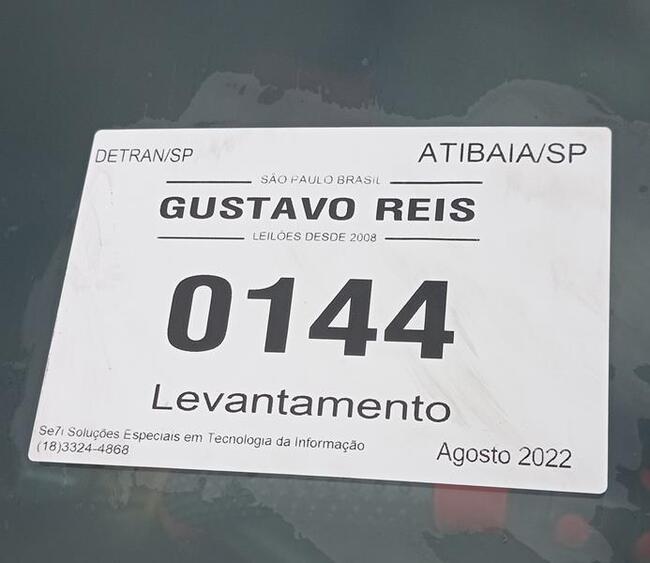 DETRAN/SP
ATIBAIA/SP
SÃO PAULO BRASIL
GUSTAVO REIS
LEILÕES DESDE 2008
0144
Levantamento
Se7i Soluções Especiais em Tecnologia da Informação
(18)3324-4868
Agosto 2022